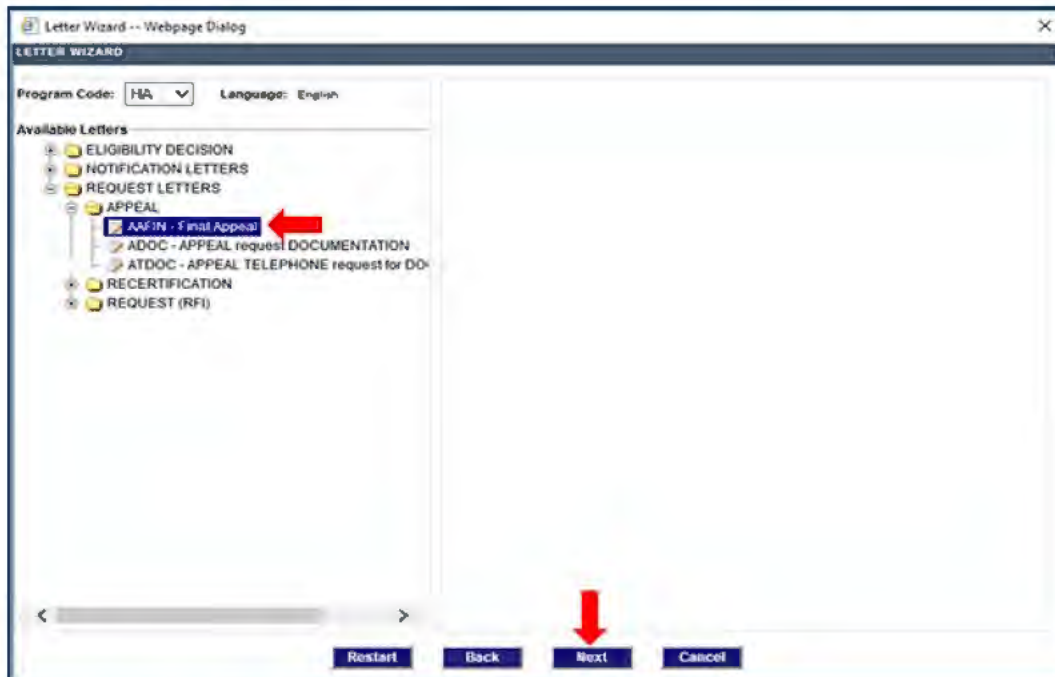 Letter Wizard -- Webpage Dialog
LETTER WIZARD
Program Code: HA Language: English
Available Letters
ELIGIBILITY DECISION
NOTIFICATION LETTERS
REQUEST LETTERS
APPEAL
AAFIN - Final Appeal
ADOC - APPEAL request DOCUMENTATION
ATDOC - APPEAL TELEPHONE request for DO
RECERTIFICATION
REQUEST (RFI)
Restart Back Next Cancel